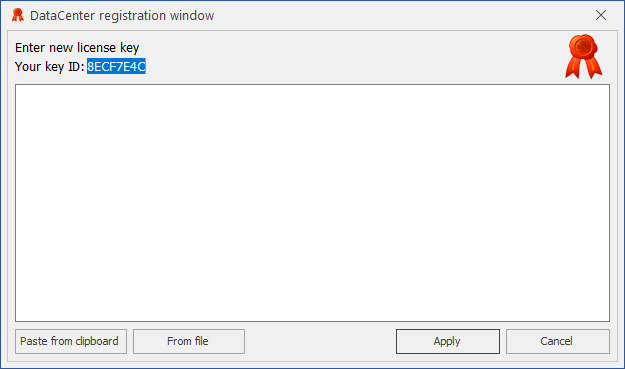 DataCenter registration window
Enter new license key
Your key ID: 8ECF7E4C
Paste from clipboard
From file
Apply
Cancel